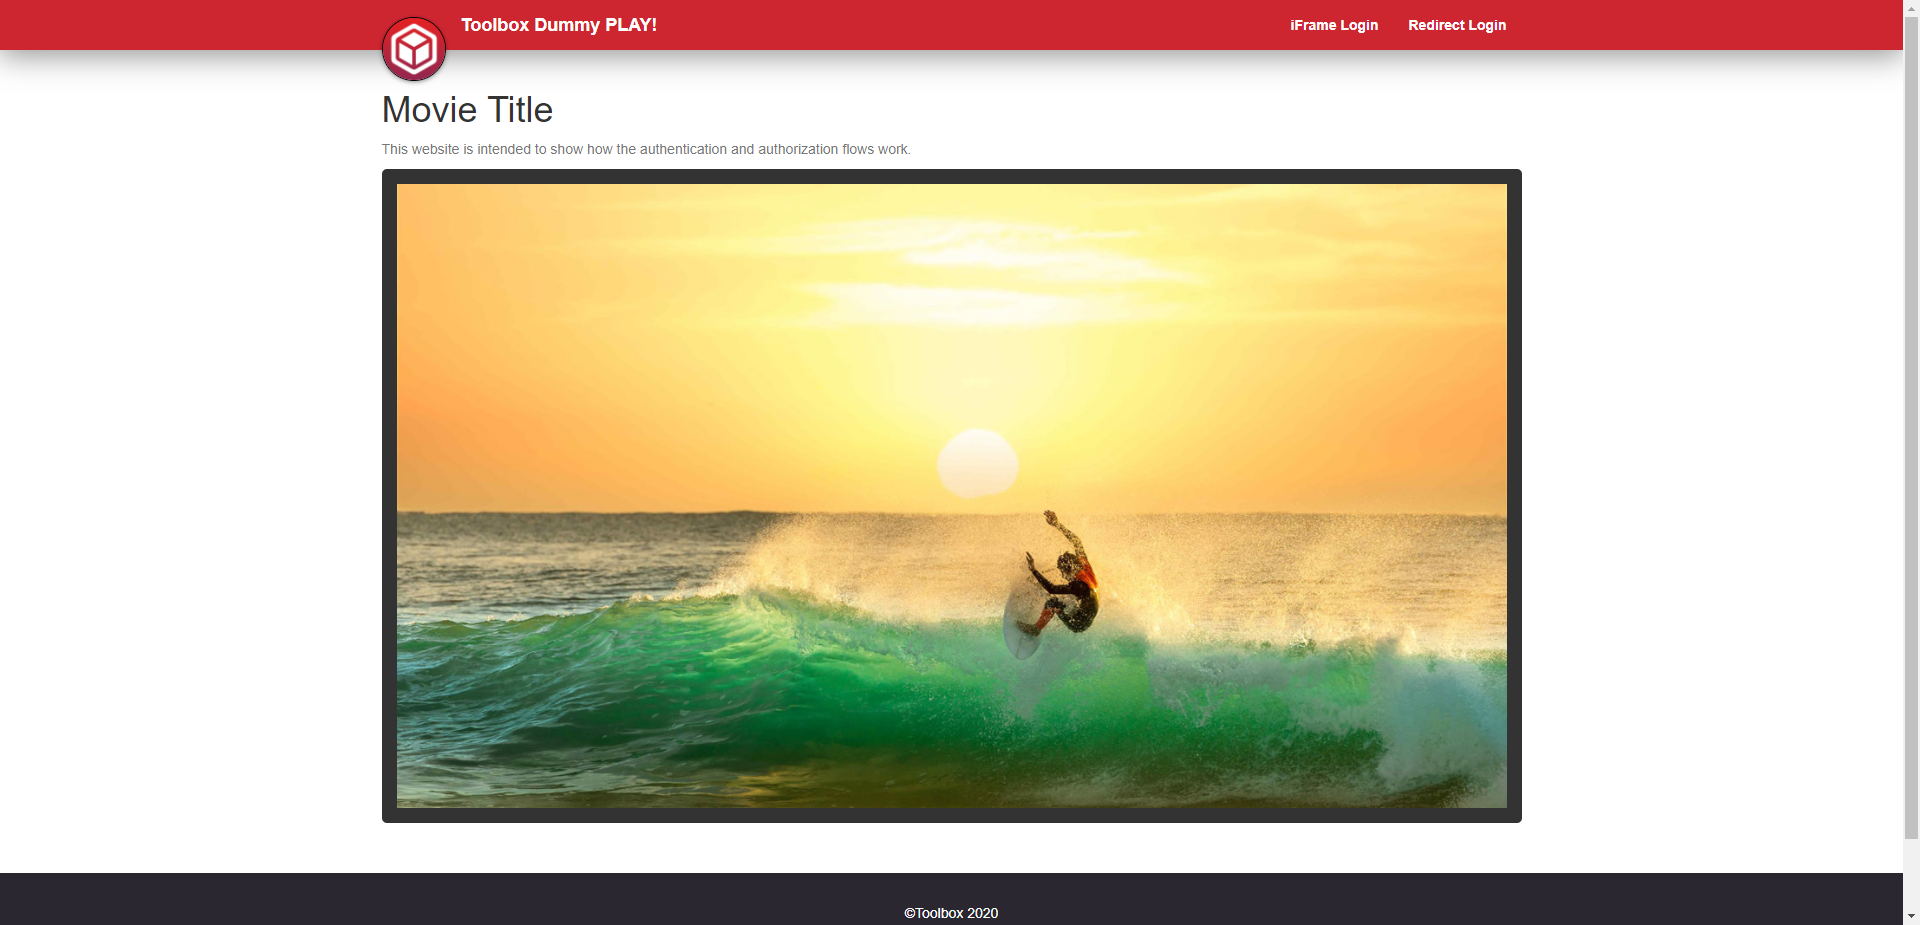 Toolbox Dummy PLAY!
iFrame Login
Redirect Login
Movie Title
This website is intended to show how the authentication and authorization flows work.
©Toolbox 2020